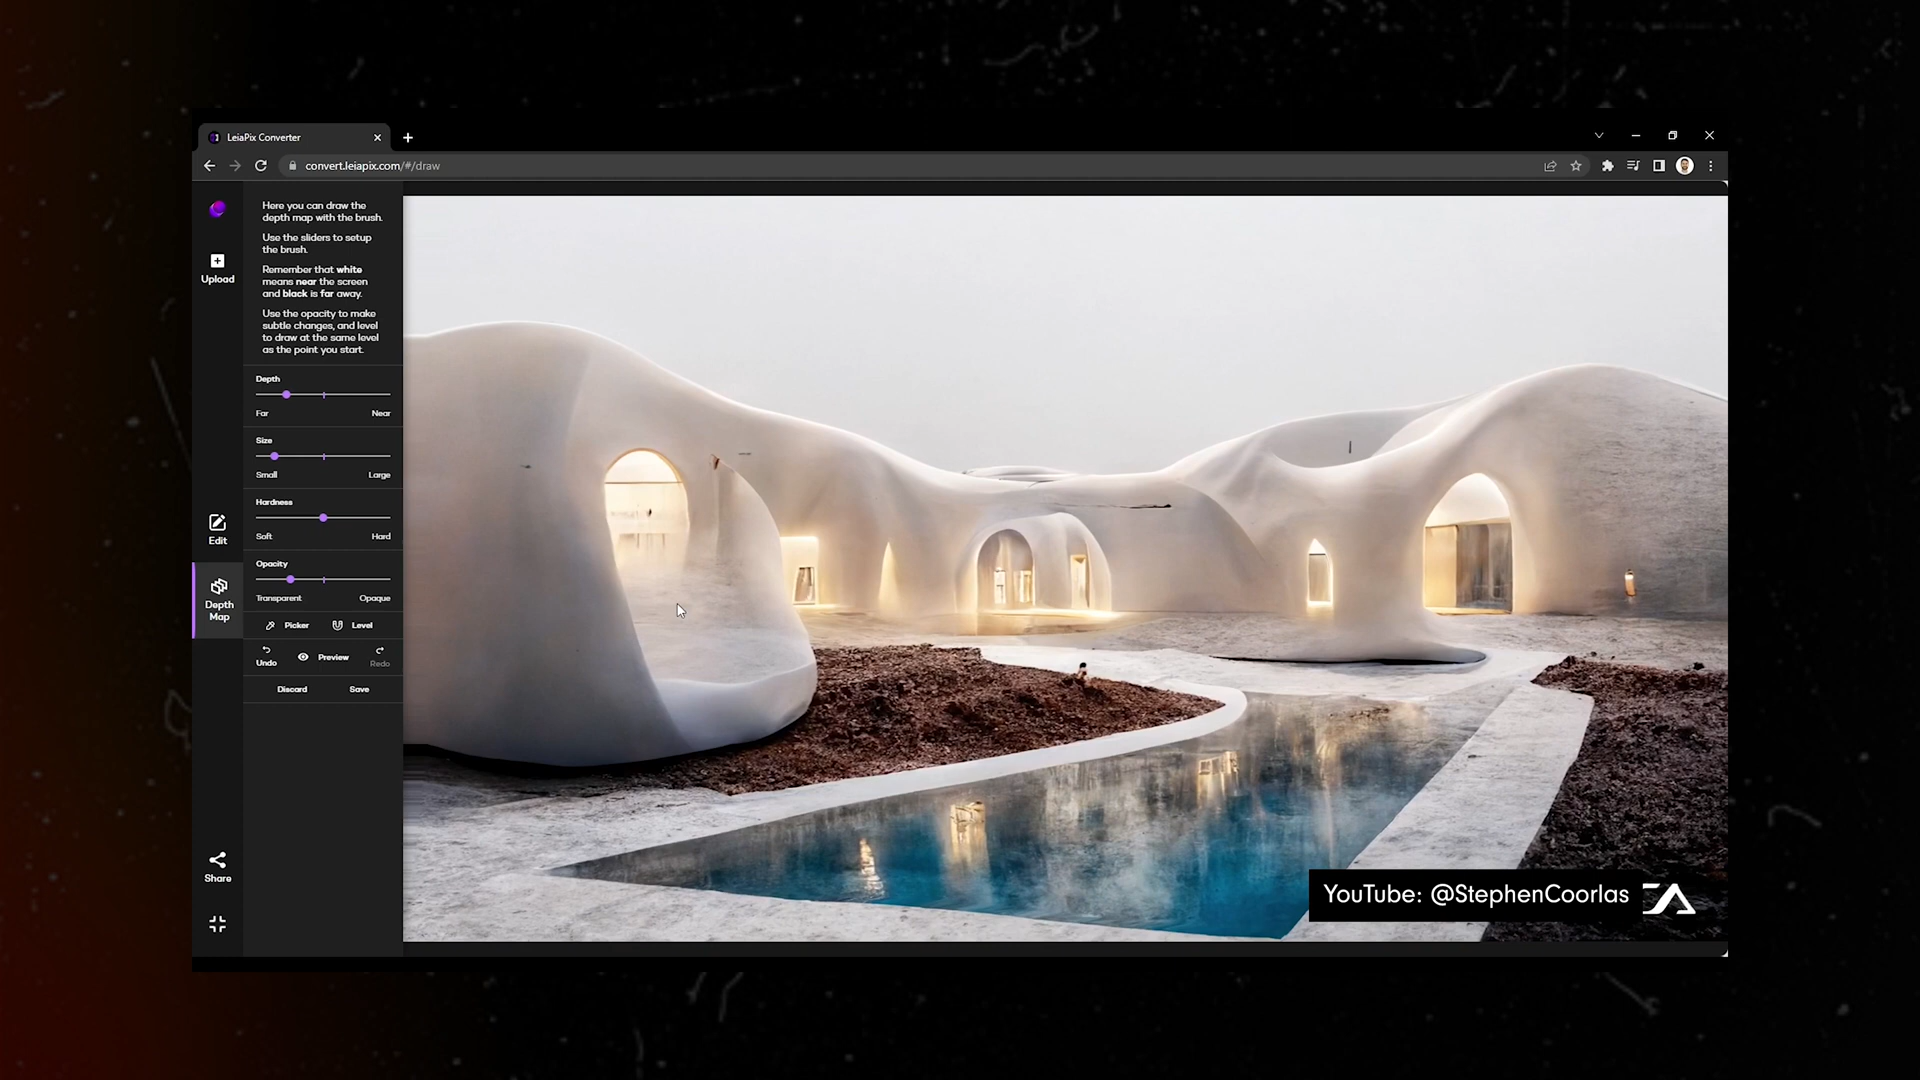 LeiaPix Converter
convert.leiapix.com/#/draw
Here you can draw the
depth map with the brush.
Use the sliders to setup
the brush.
Remember that white
means near the screen
and black is far away.
Use the opacity to make
subtle changes, and level
to draw at the same level
as the point you start.
Upload
Depth
Far Near
Size
Small Large
Hardness
Soft Hard
Edit
Opacity
Transparent Opaque
Depth
Map
Picker Level
Undo Preview Redo
Discard Save
Share
YouTube: @StephenCoorlas